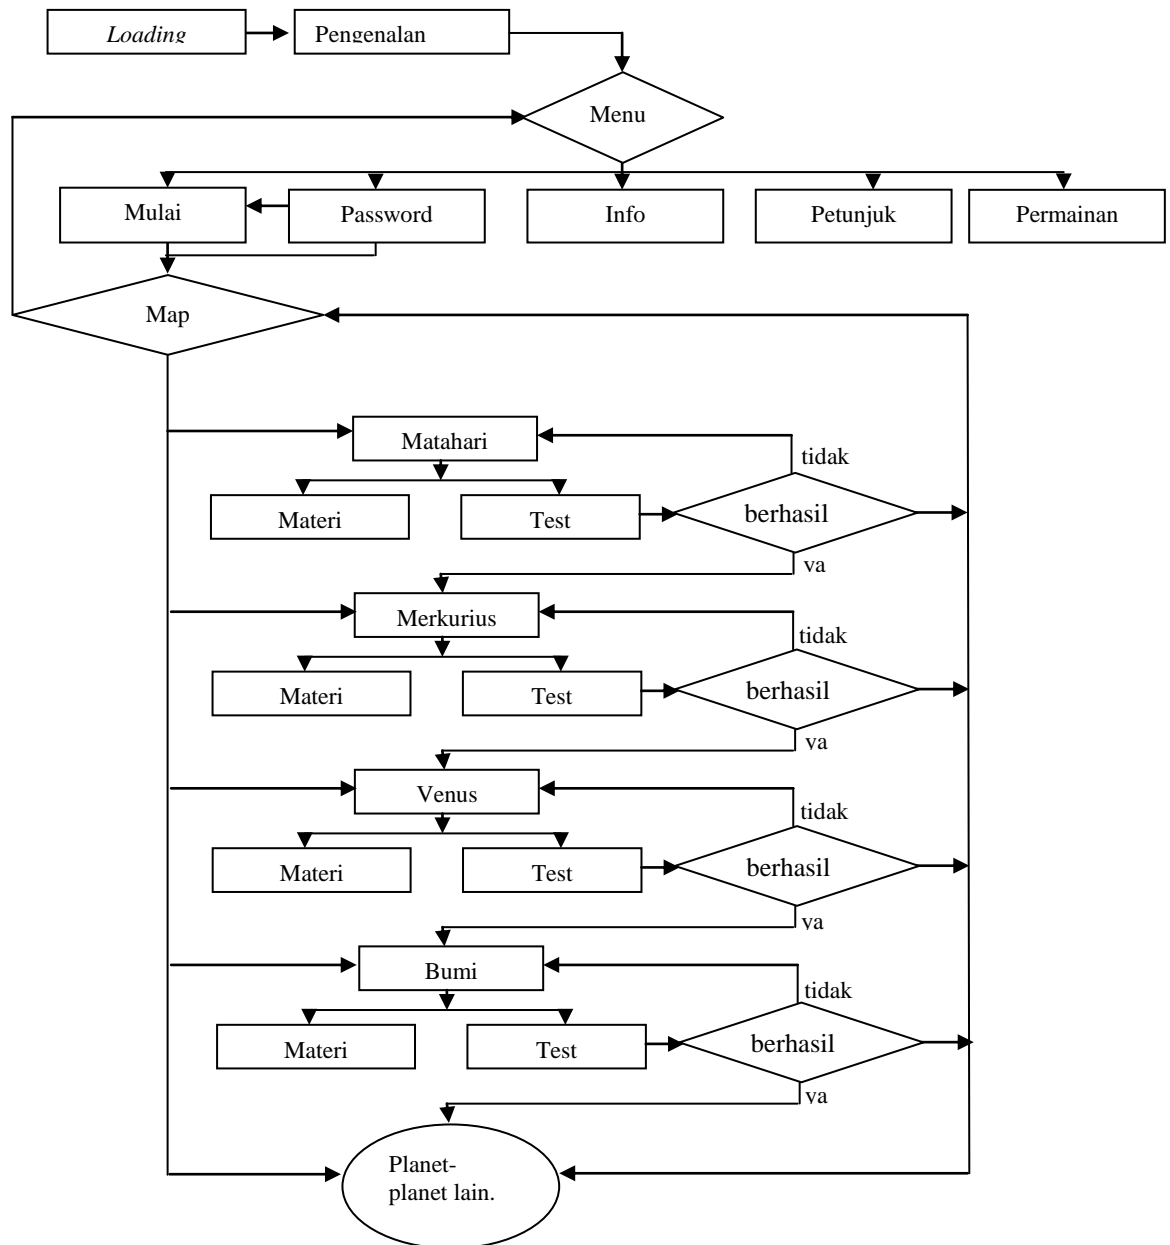 Loading
Pengenalan
Menu
Mulai
Password
Info
Petunjuk
Permainan
Map
Matahari
tidak
Materi
Test
berhasil
ya
Merkurius
tidak
Materi
Test
berhasil
ya
Venus
tidak
Materi
Test
berhasil
ya
Bumi
tidak
Materi
Test
berhasil
ya
Planet-
planet lain.